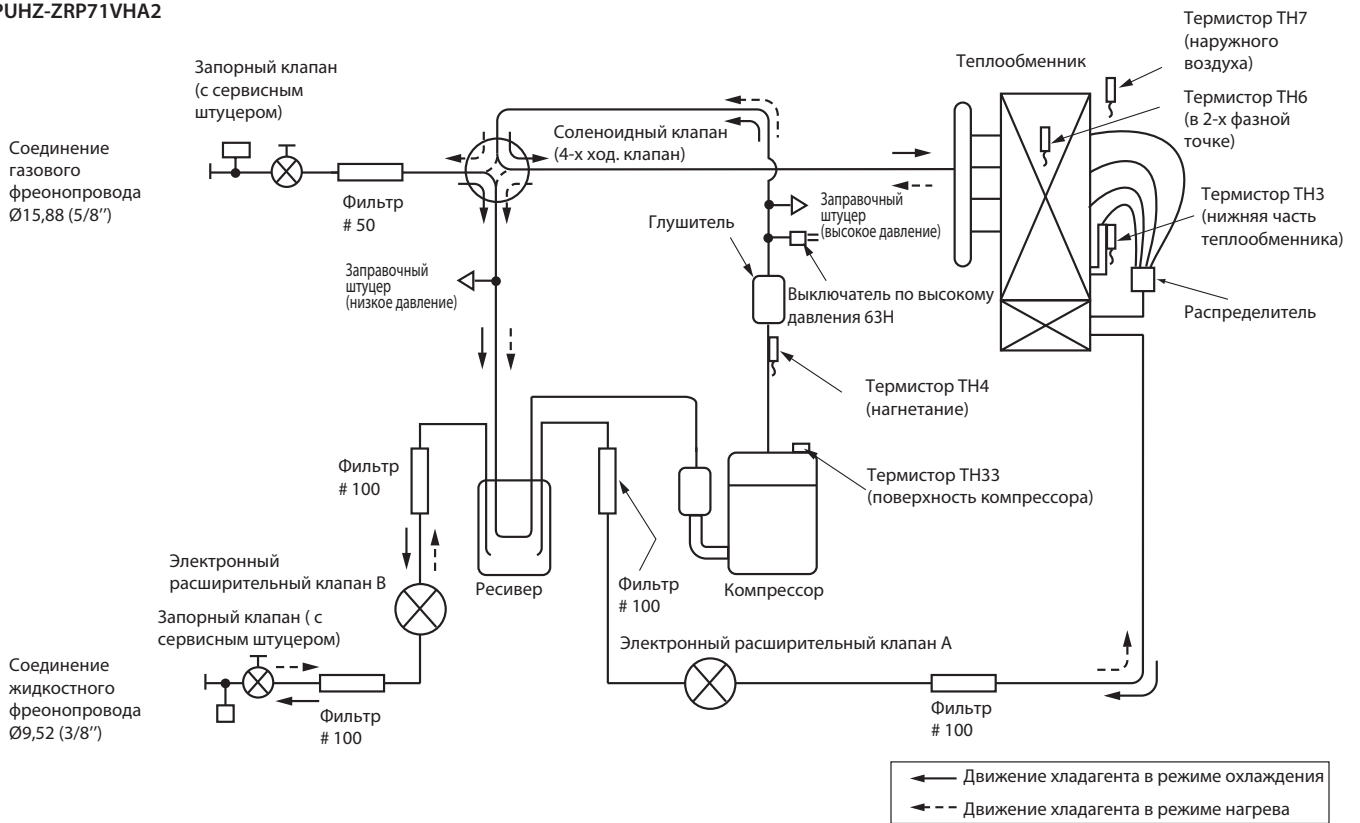 PUHZ-ZRP71VHA2
Термистор TH7
(наружного
воздуха)
Теплообменник
Запорный клапан
(с сервисным
штуцером)
Термистор TH6
(в 2-х фазной
точке)
Соединение
газового
фреонопровода
Ø15,88 (5/8’’)
Соленоидный клапан
(4-х ход. клапан)
Фильтр
# 50
Заправочный
штуцер
(высокое давление)
Термистор TH3
(нижняя часть
теплообменника)
Глушитель
Заправочный
штуцер
(низкое давление)
Выключатель по высокому
давления 63H
Распределитель
Термистор TH4
(нагнетание)
Фильтр
# 100
Термистор TH33
(поверхность компрессора)
Электронный
расширительный клапан B
Ресивер
Фильтр
# 100
Компрессор
Запорный клапан ( с
сервисным штуцером)
Электронный расширительный клапан A
Соединение
жидкостного
фреонопровода
Ø9,52 (3/8’’)
Фильтр
# 100
Фильтр
# 100
Движение хладагента в режиме охлаждения
Движение хладагента в режиме нагрева